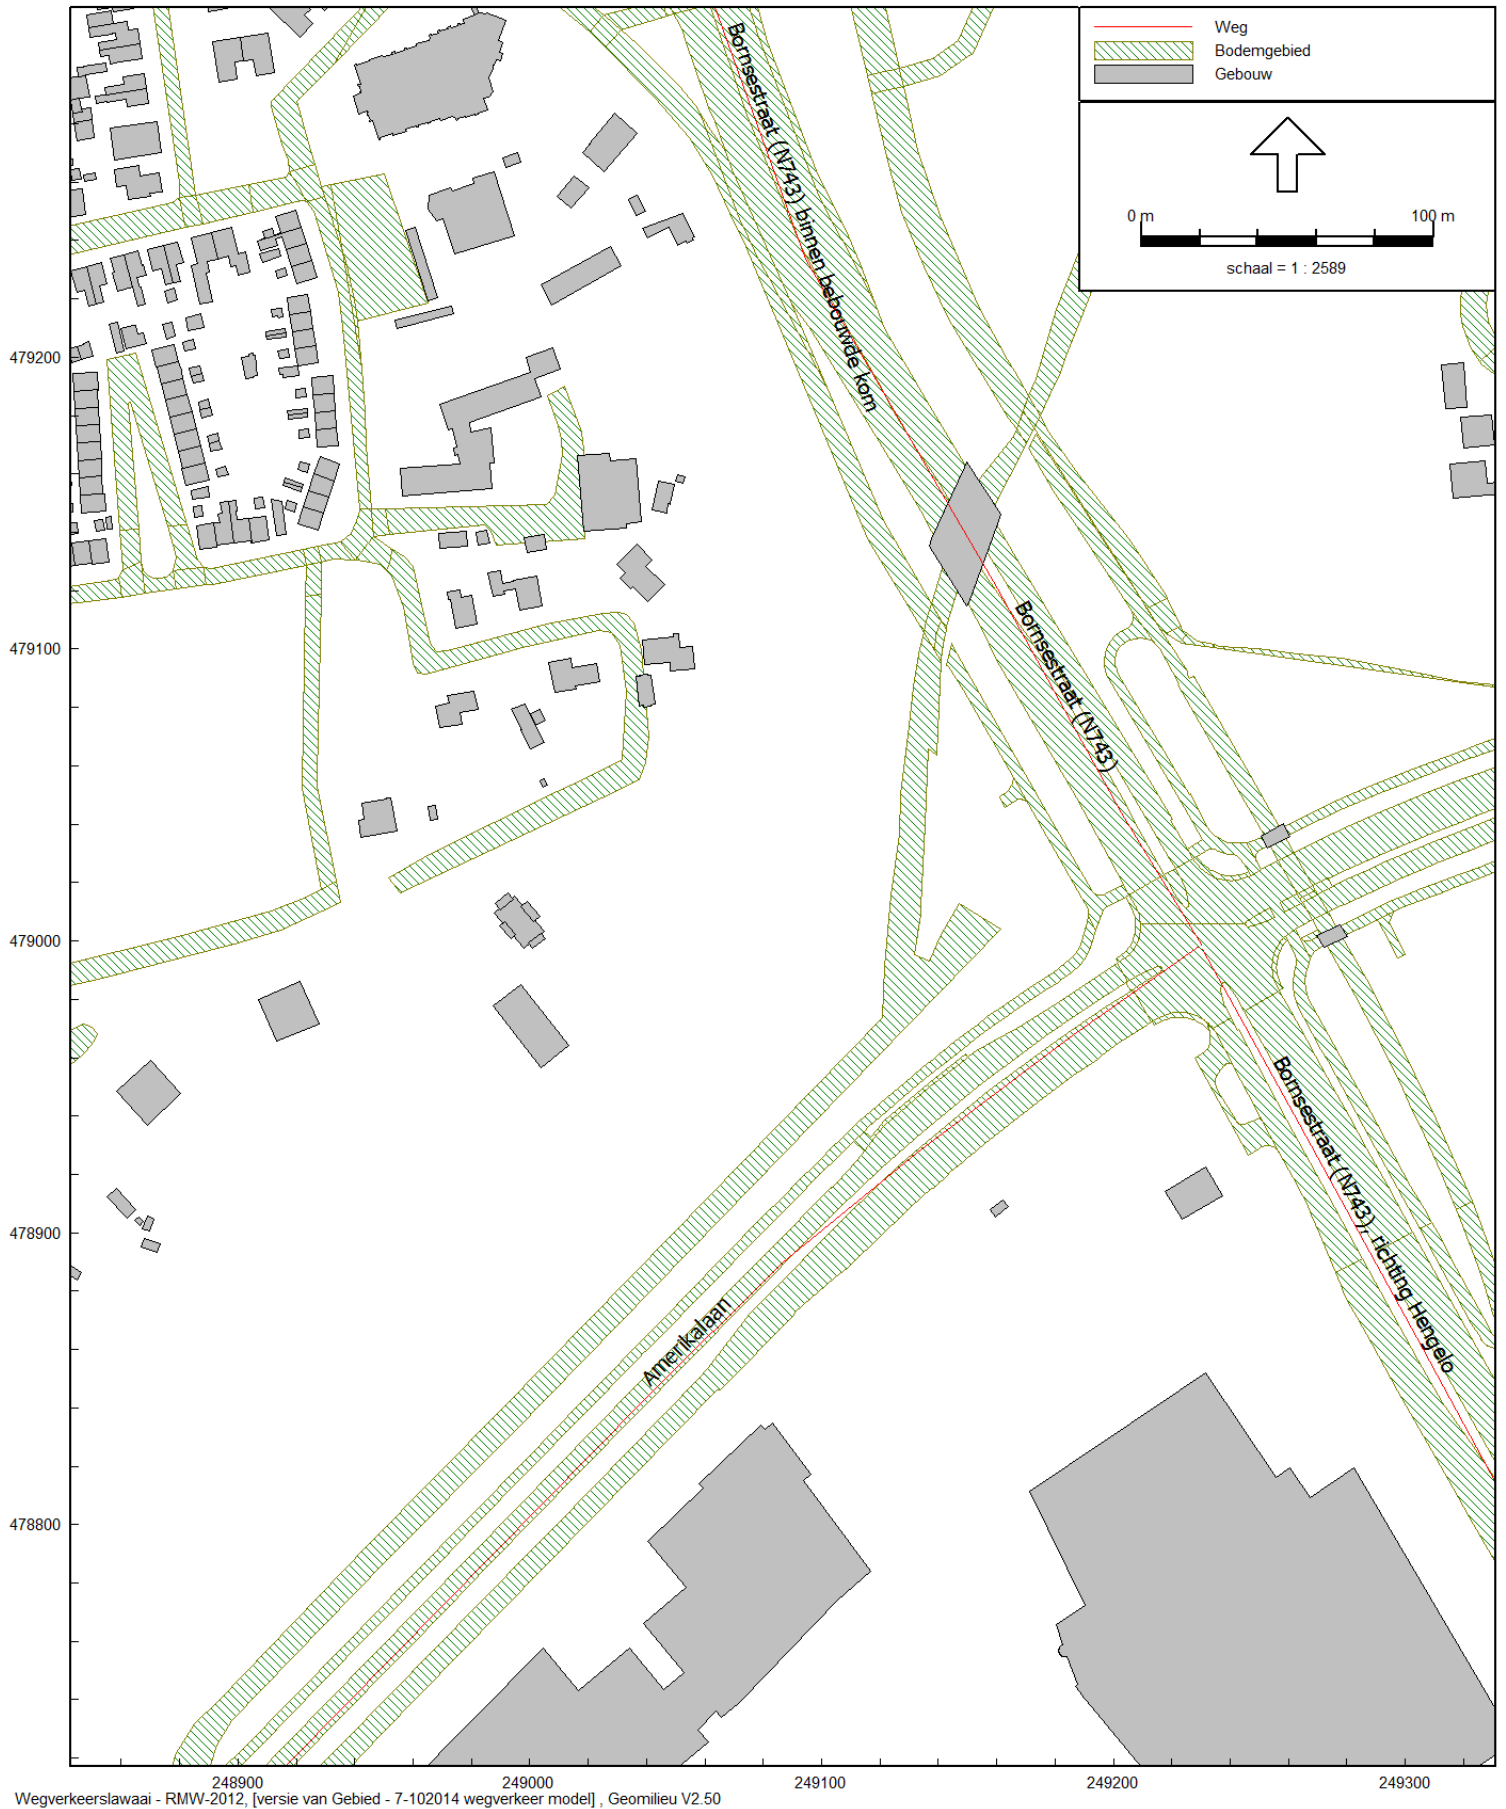 Weg
Bodemgebied
Gebouw
0 m
100 m
schaal = 1 : 2589
Bornsestraat (N743) binnen bebouwde kom
Bornsestraat (N743)
Bornsestraat (N743), richting Hengelo
Amerikalaan
479200
479100
479000
478900
478800
248900
249000
249100
249200
249300
Wegverkeerslawaai - RMW-2012, [versie van Gebied - 7-102014 wegverkeer model] , Geomilieu V2.50